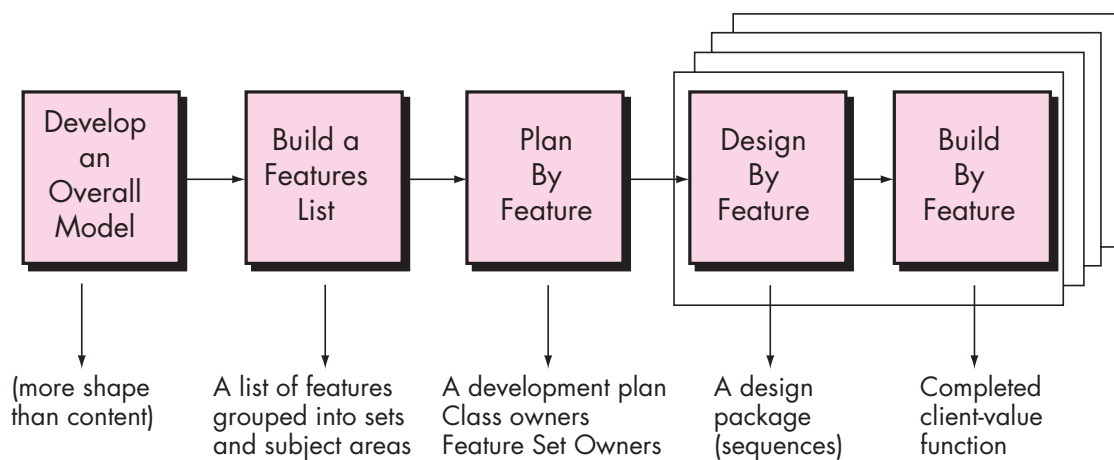 Develop
an
Overall
Model
Build a
Features
List
Plan
By
Feature
Design
By
Feature
Build
By
Feature
(more shape
than content)
A list of features
grouped into sets
and subject areas
A development plan
Class owners
Feature Set Owners
A design
package
(sequences)
Completed
client-value
function